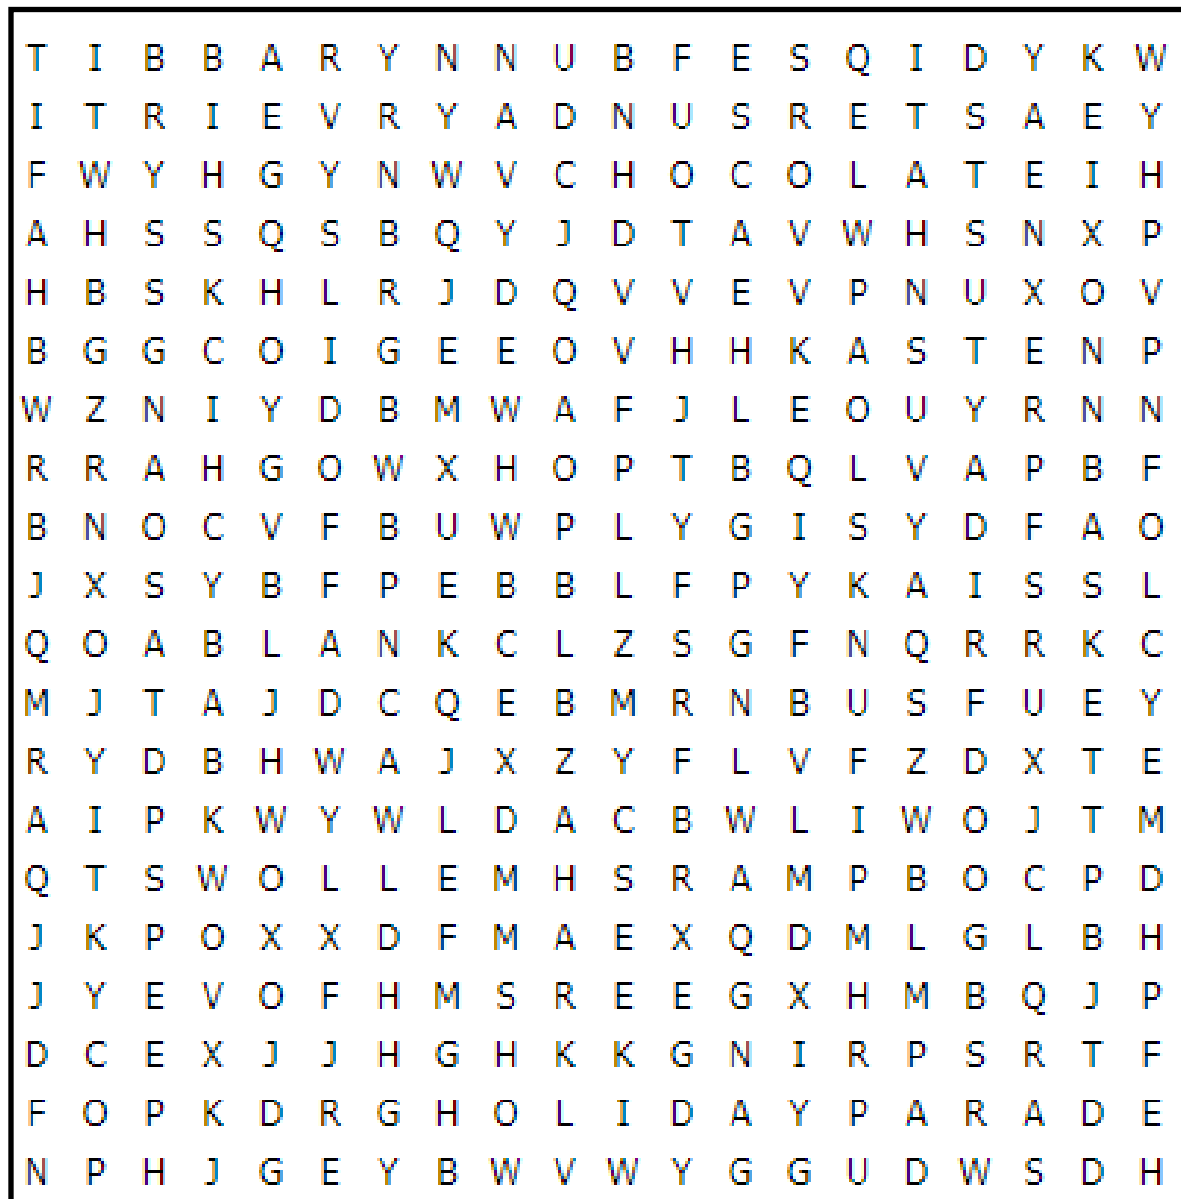 T I B B A R Y N N U B F E S Q I D Y K W
I T R I E V R Y A D N U S R E T S A E Y
F W Y H G Y N W V C H O C O L A T E I H
A H S S Q S B Q Y J D T A V W H S N X P
H B S K H L R J D Q V V E V P N U X O V
B G G C O I G E E O V H H K A S T E N P
W Z N I Y D B M W A F J L E O U Y R N N
R R A H G O W X H O P T B Q L V A P B F
B N O C V F B U W P L Y G I S Y D F A O
J X S Y B F P E B B L F P Y K A I S S L
Q O A B L A N K C L Z S G F N Q R R K C
M J T A J D C Q E B M R N B U S F U E Y
R Y D B H W A J X Z Y F L V F Z D X T E
A I P K W Y W L D A C B W L I W O J T M
Q T S W O L L E M H S R A M P B O C P D
J K P O X X D F M A E X Q D M L G L B H
J Y E V O F H M S R E E G X H M B Q J P
D C E X J J H G H K K G N I R P S R T F
F O P K D R G H O L I D A Y P A R A D E
N P H J G E Y B W V W Y G G U D W S D H